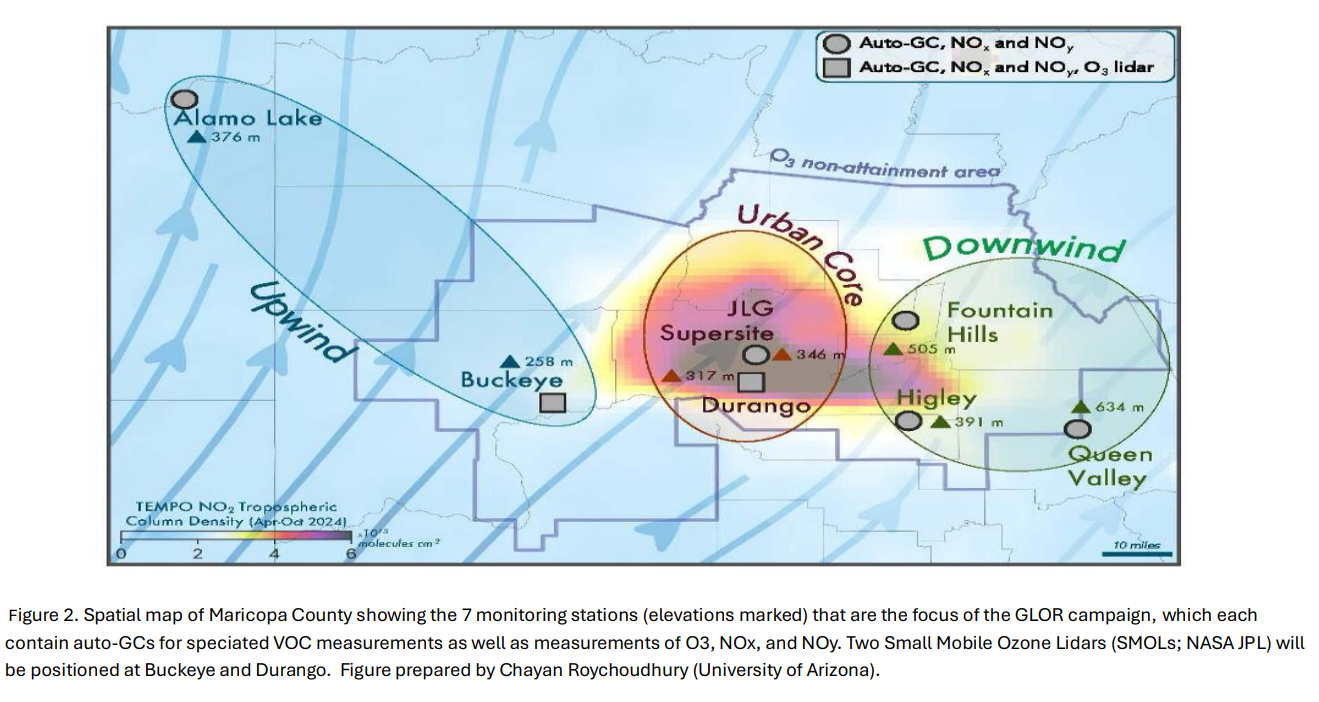 Auto-GC, NOx and NOy
Auto-GC, NOx and NOy, O3 lidar
Alamo Lake
376 m
O3 non-attainment area
Urban Core
Downwind
Upwind
JLG
Supersite
346 m
317 m
Durango
Fountain
Hills
505 m
258 m
Buckeye
Higley
391 m
634 m
Queen
Valley
TEMPO NO2 Tropospheric
Column Density (Apr-Oct 2024)
0 2 4 6
molecules cm-2
10 miles
Figure 2. Spatial map of Maricopa County showing the 7 monitoring stations (elevations marked) that are the focus of the GLOR campaign, which each
contain auto-GCs for speciated VOC measurements as well as measurements of O3, NOx, and NOy. Two Small Mobile Ozone Lidars (SMOLs; NASA JPL) will
be positioned at Buckeye and Durango. Figure prepared by Chayan Roychoudhury (University of Arizona).